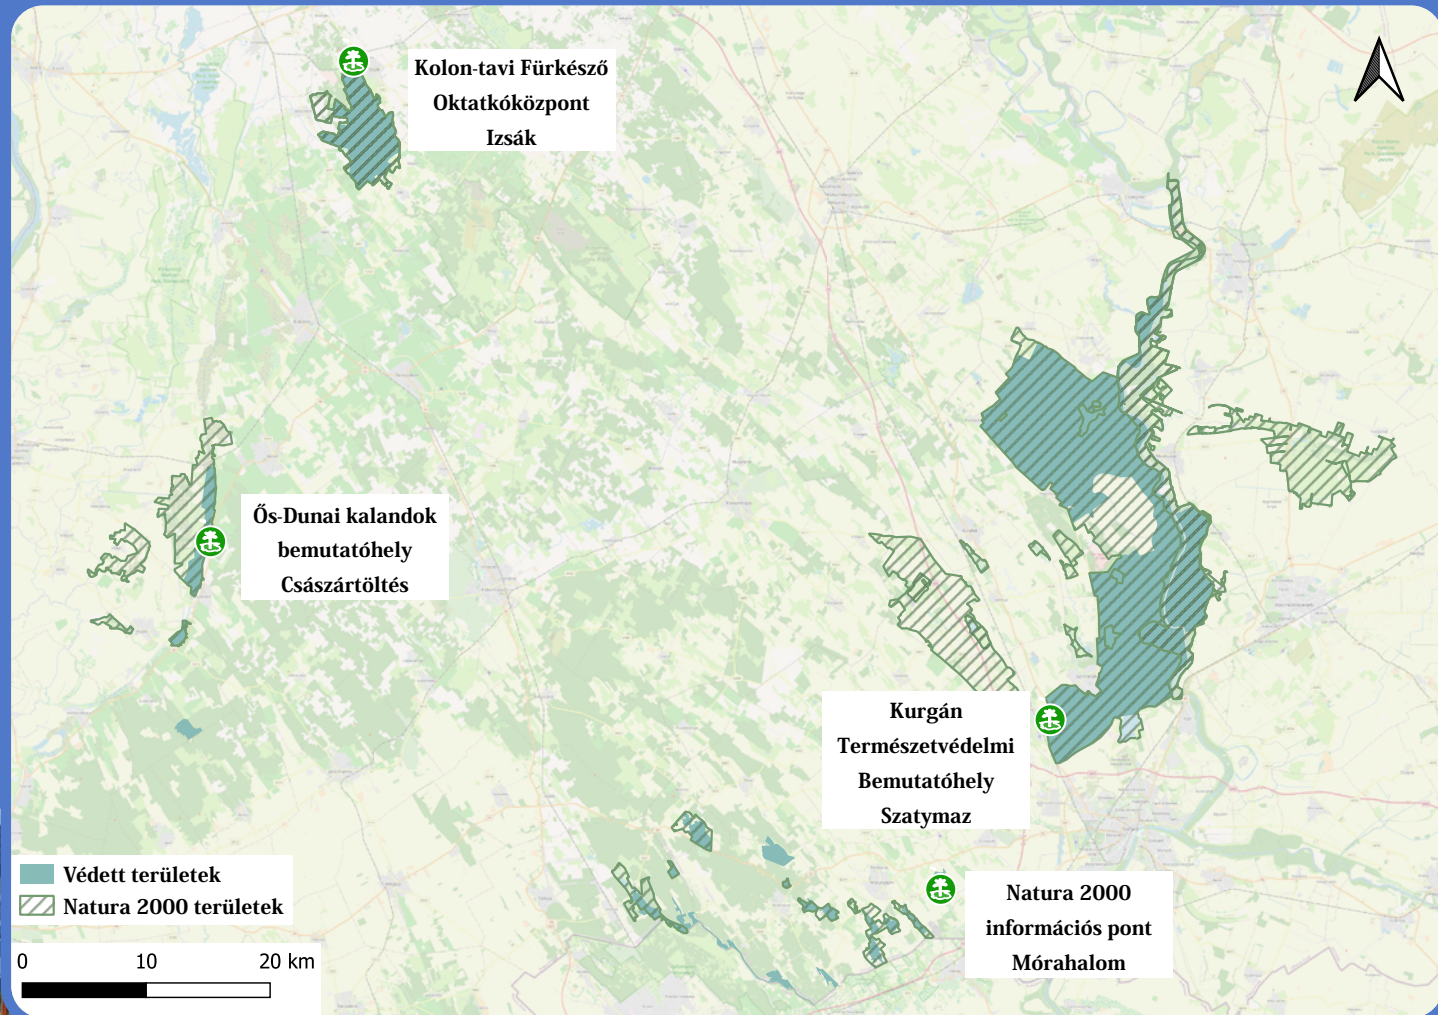 Kolon-tavi Fürkésző
Oktatkóközpont
Izsák
Ős-Dunai kalandok
bemutatóhely
Császártöltés
Kurgán
Természetvédelmi
Bemutatóhely
Szatymaz
Natura 2000
információs pont
Mórahalom
Védett területek
Natura 2000 területek
0 10 20 km